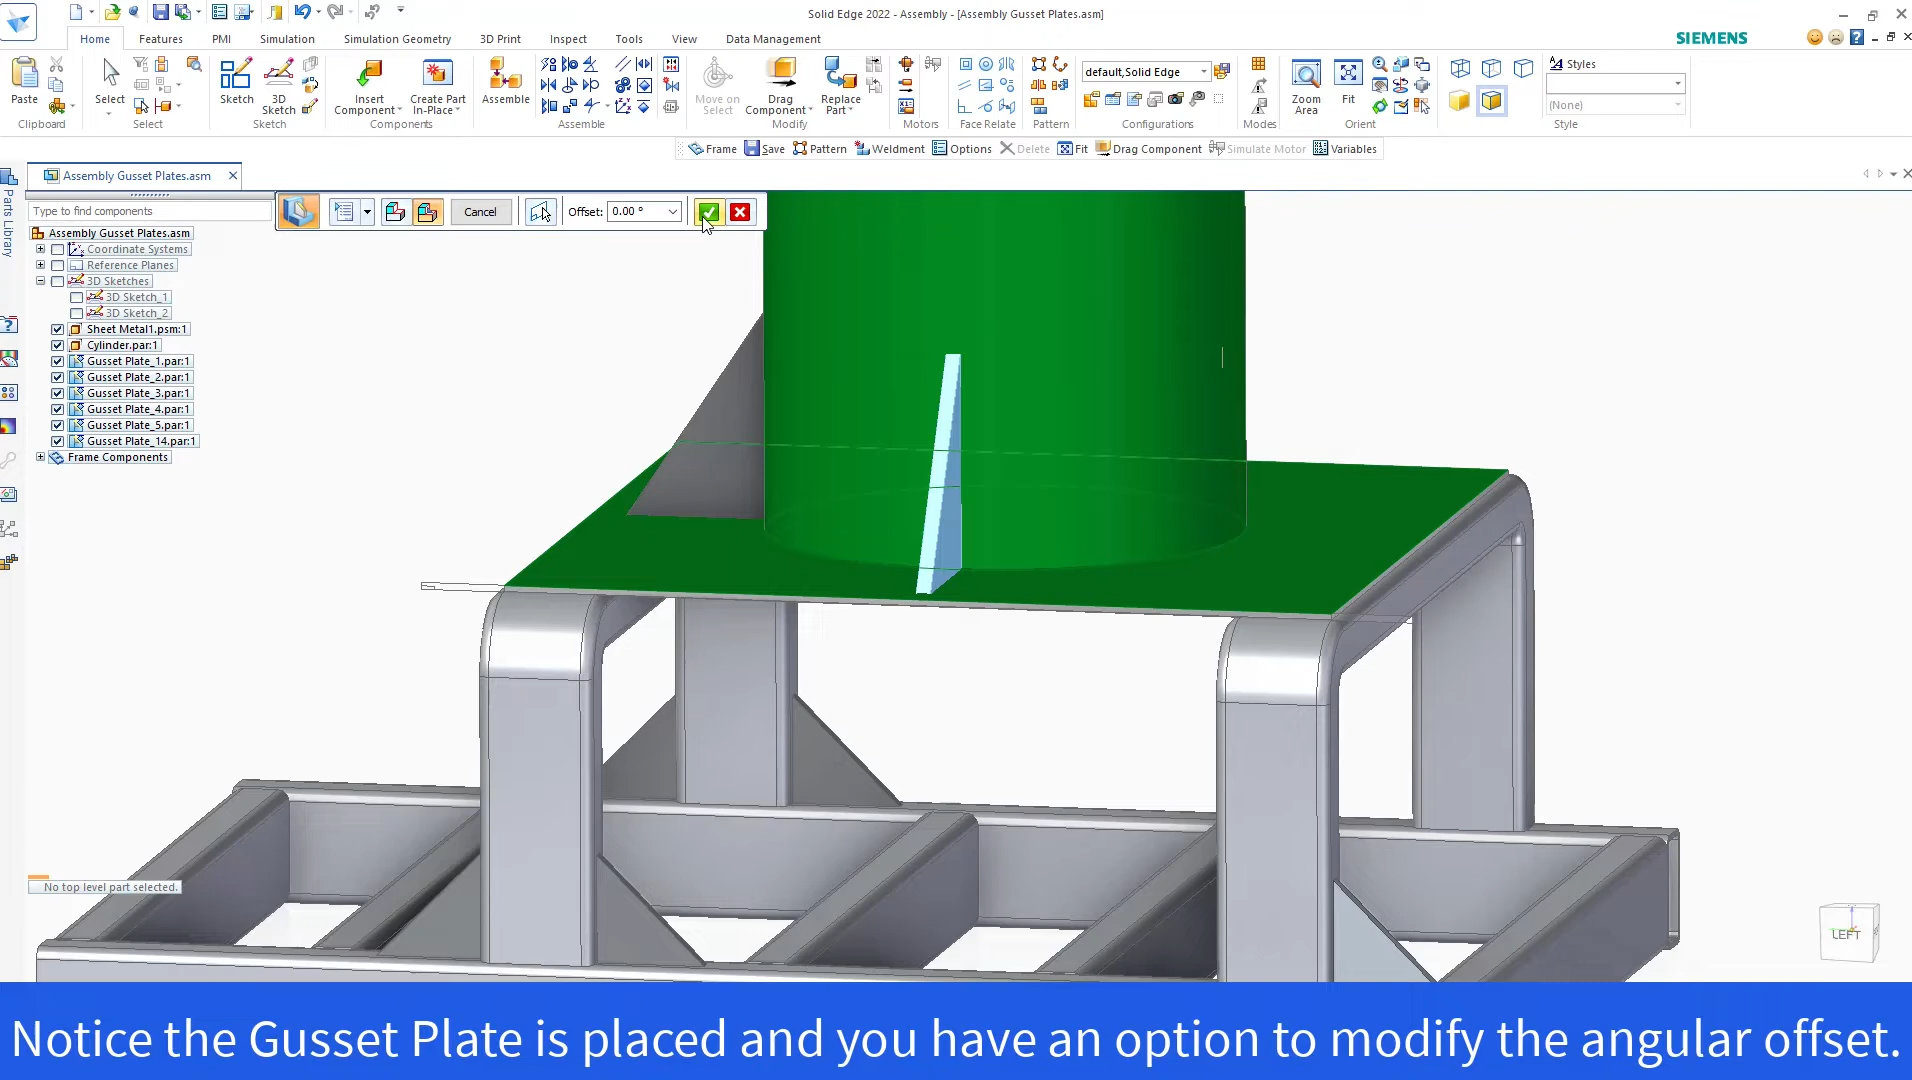 Solid Edge 2022 - Assembly - [Assembly Gusset Plates.asm]
Home Features PMI Simulation Simulation Geometry 3D Print Inspect Tools View Data Management
SIEMENS
Paste
Clipboard
Select
Select
Sketch
3D Sketch
Sketch
Insert Component
Create Part In-Place
Components
Assemble
Assemble
Move on Select
Drag Component
Replace Part
Modify
Motors
Face Relate
Pattern
default,Solid Edge
Configurations
Modes
Zoom Area
Fit
Orient
Styles
(None)
Style
Frame Save Pattern Weldment Options Delete Fit Drag Component Simulate Motor Variables
Assembly Gusset Plates.asm
Parts Library
Type to find components
Cancel
Offset: 0.00 °
Assembly Gusset Plates.asm
Coordinate Systems
Reference Planes
3D Sketches
3D Sketch_1
3D Sketch_2
Sheet Metal1.psm:1
Cylinder.par:1
Gusset Plate_1.par:1
Gusset Plate_2.par:1
Gusset Plate_3.par:1
Gusset Plate_4.par:1
Gusset Plate_5.par:1
Gusset Plate_14.par:1
Frame Components
No top level part selected.
LEFT
Notice the Gusset Plate is placed and you have an option to modify the angular offset.